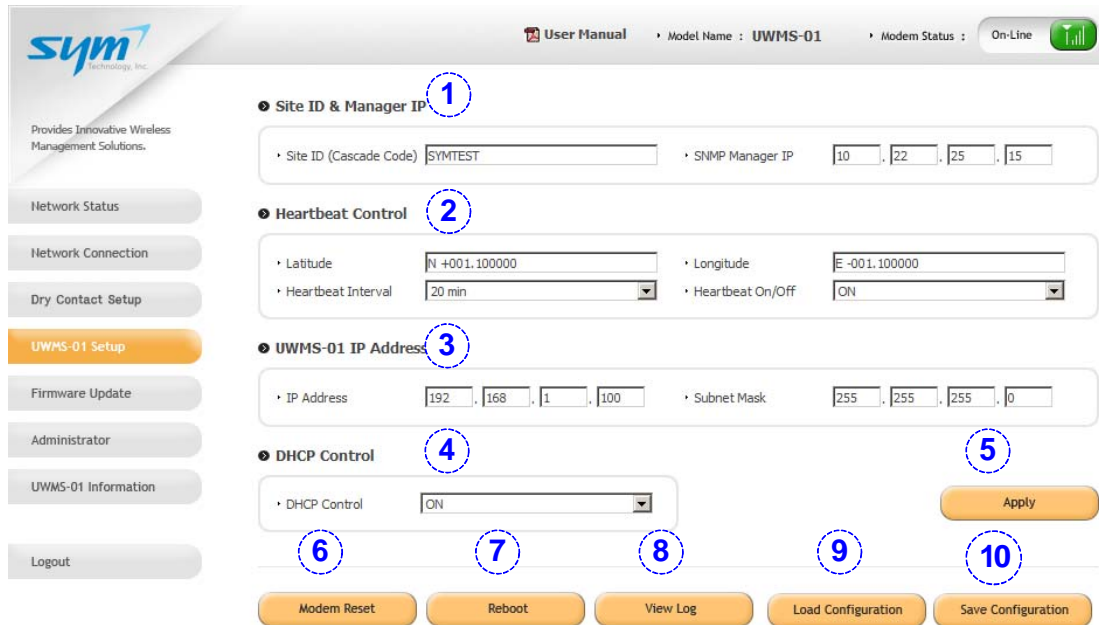 sym
Technology, Inc.
User Manual
Model Name : UWMS-01
Modem Status :
On-Line
Provides Innovative Wireless
Management Solutions.
Network Status
Network Connection
Dry Contact Setup
UWMS-01 Setup
Firmware Update
Administrator
UWMS-01 Information
Logout
Site ID & Manager IP
1
Site ID (Cascade Code) SYMTEST
SNMP Manager IP 10 . 22 . 25 . 15
Heartbeat Control
2
Latitude N +001.100000
Longitude E -001.100000
Heartbeat Interval 20 min
Heartbeat On/Off ON
UWMS-01 IP Address
3
IP Address 192 . 168 . 1 . 100
Subnet Mask 255 . 255 . 255 . 0
DHCP Control
4
5
DHCP Control ON
Apply
6
7
8
9
10
Modem Reset
Reboot
View Log
Load Configuration
Save Configuration